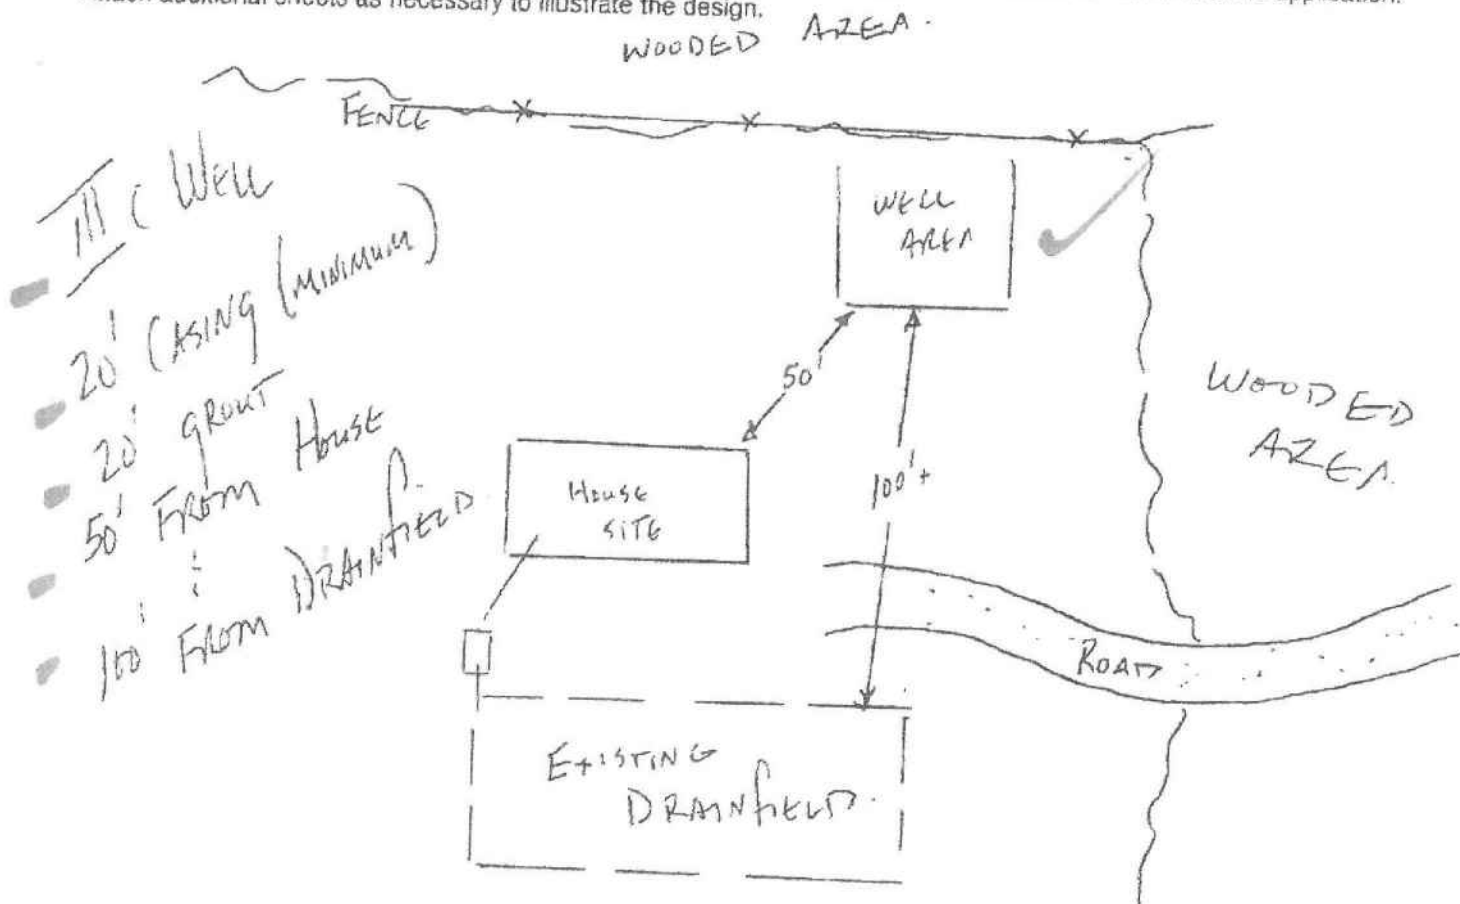 additional sheets as necessary to illustrate the design.
application.
WOODED AREA.
FENCE
III C WELL
20' CASING (MINIMUM)
20' GROUT
50' FROM HOUSE
100' FROM DRAINFIELD
WELL
AREA
50'
100'+
HOUSE
SITE
WOODED
AREA
ROAD
EXISTING
DRAINFIELD.